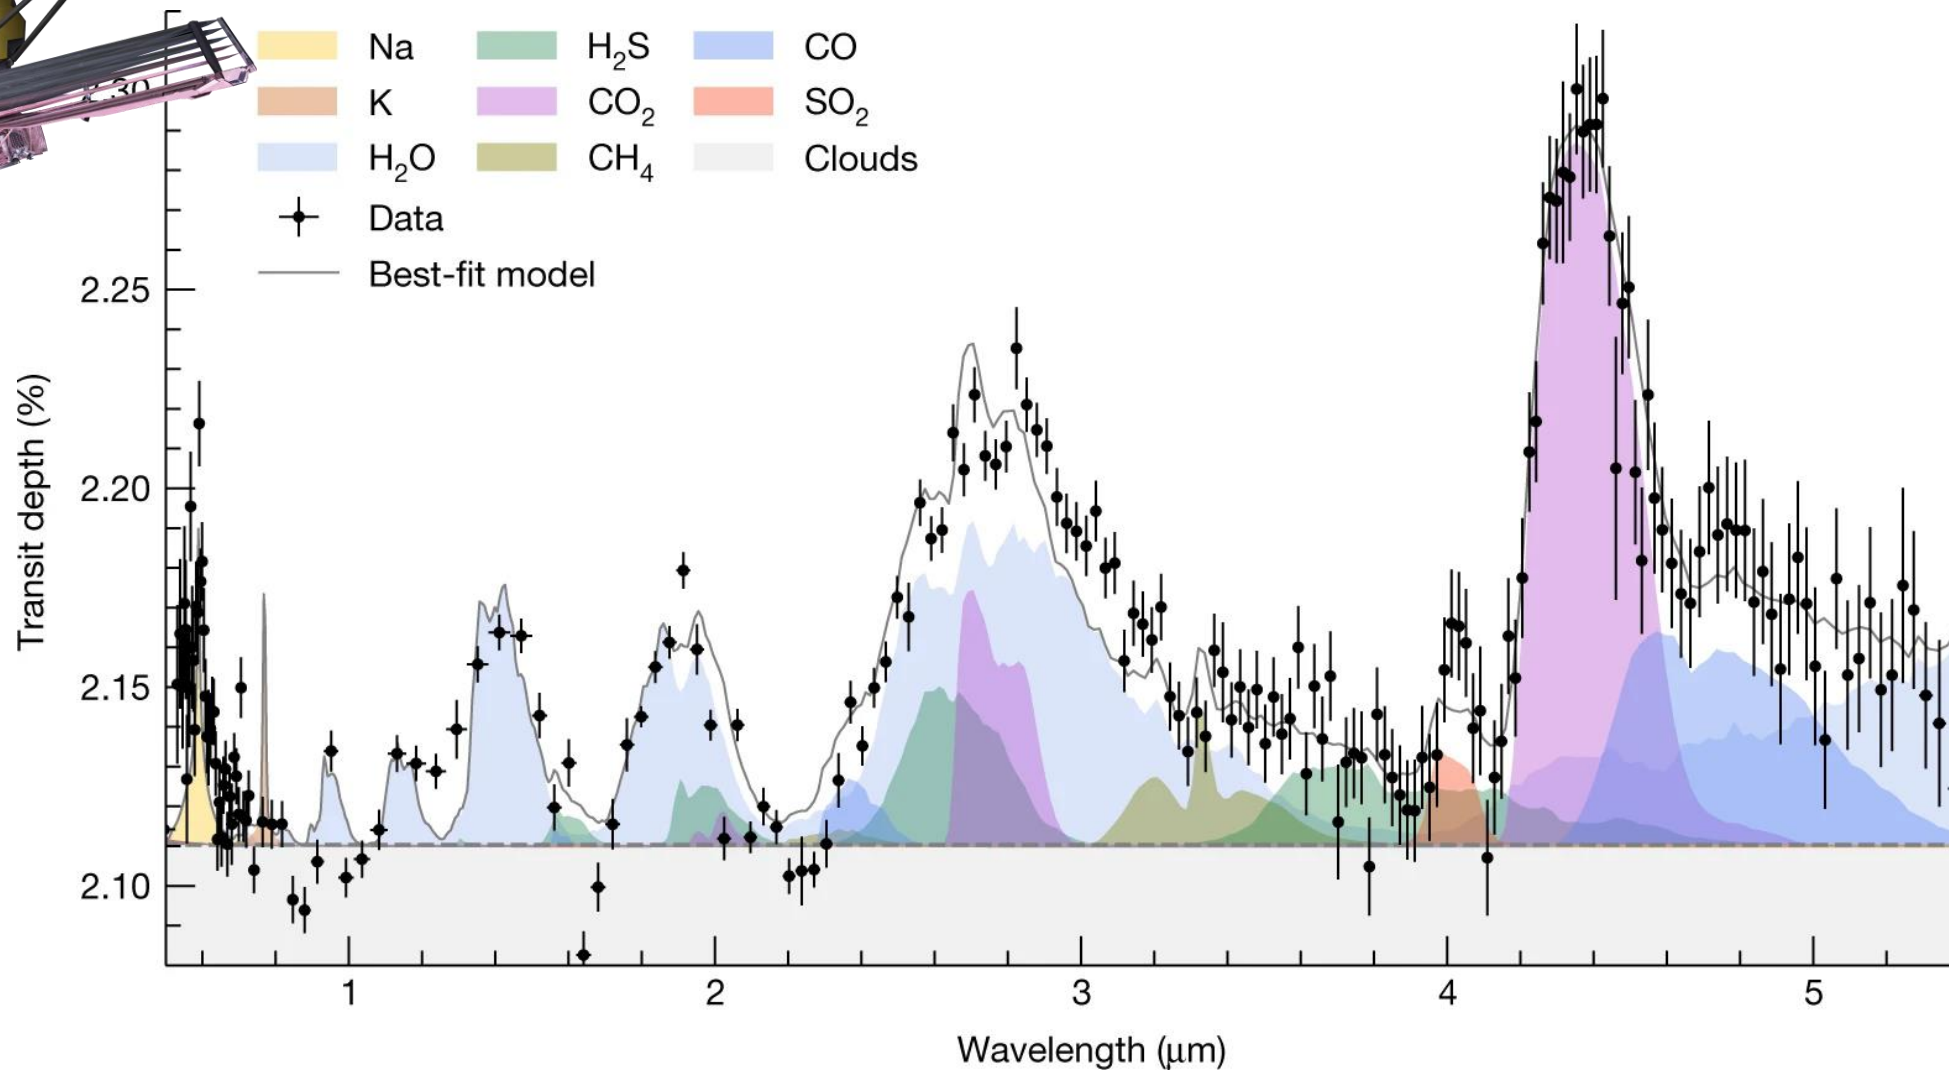 Na
H₂S
CO
K
CO₂
SO₂
H₂O
CH₄
Clouds
Data
Best-fit model
2.25
2.20
2.15
2.10
Transit depth (%)
1 2 3 4 5
Wavelength (μm)